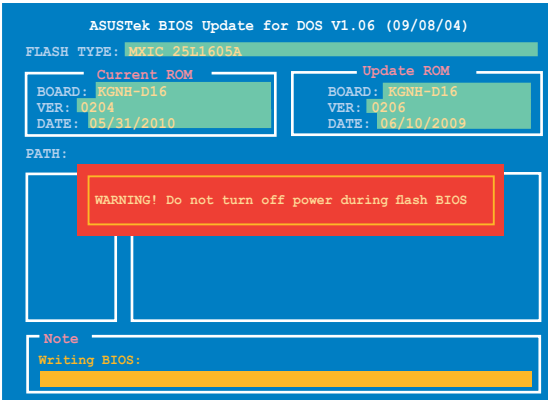 ASUSTek BIOS Update for DOS V1.06 (09/08/04)
FLASH TYPE: MXIC 25L1605A
Current ROM
BOARD: KGNH-D16
VER: 0204
DATE: 05/31/2010
Update ROM
BOARD: KGNH-D16
VER: 0206
DATE: 06/10/2009
PATH:
WARNING! Do not turn off power during flash BIOS
Note
Writing BIOS: